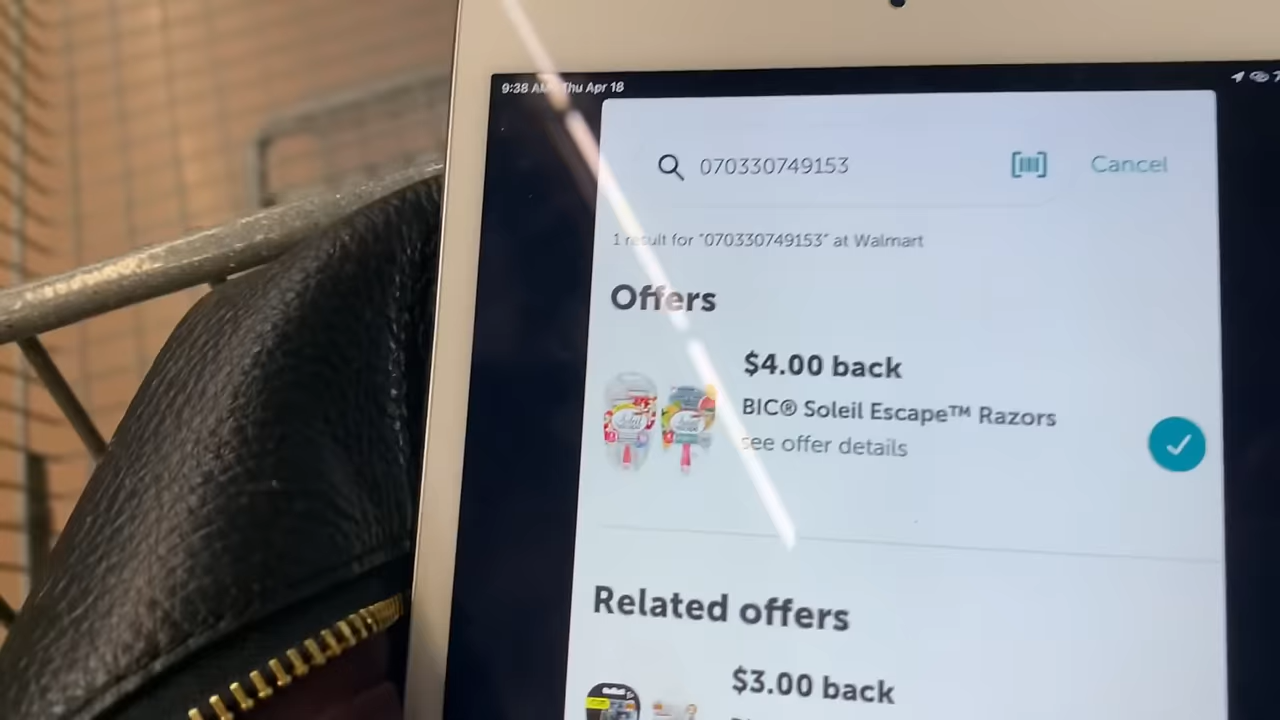 9:38 AM Thu Apr 18
070330749153
Cancel
1 result for "070330749153" at Walmart
Offers
$4.00 back
BIC® Soleil Escape™ Razors
see offer details
Related offers
$3.00 back